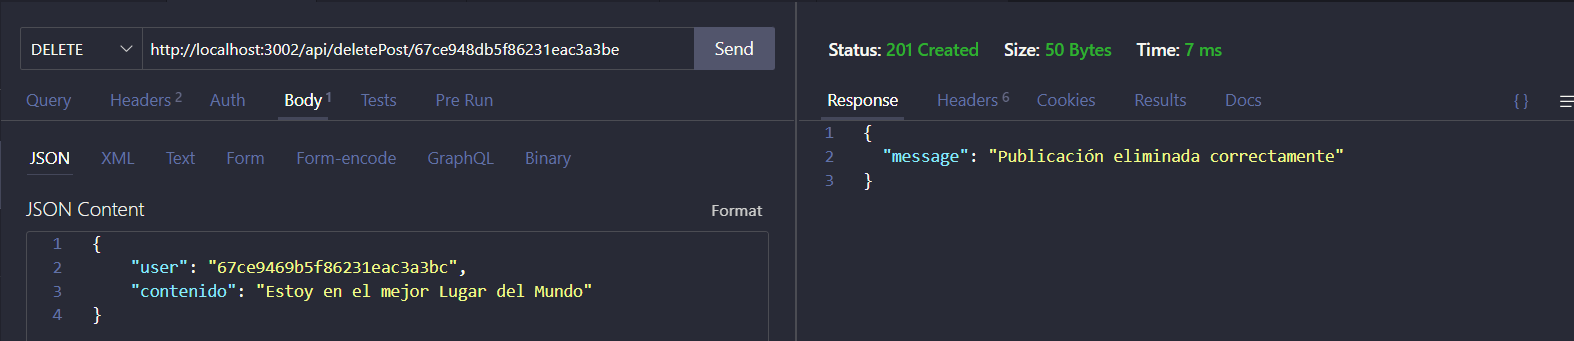 DELETE http://localhost:3002/api/deletePost/67ce948db5f86231eac3a3be Send
Query Headers 2 Auth Body 1 Tests Pre Run
JSON XML Text Form Form-encode GraphQL Binary
JSON Content Format
1 {
2 "user": "67ce9469b5f86231eac3a3bc",
3 "contenido": "Estoy en el mejor Lugar del Mundo"
4 }
Status: 201 Created Size: 50 Bytes Time: 7 ms
Response Headers 6 Cookies Results Docs { }
1 {
2 "message": "Publicación eliminada correctamente"
3 }